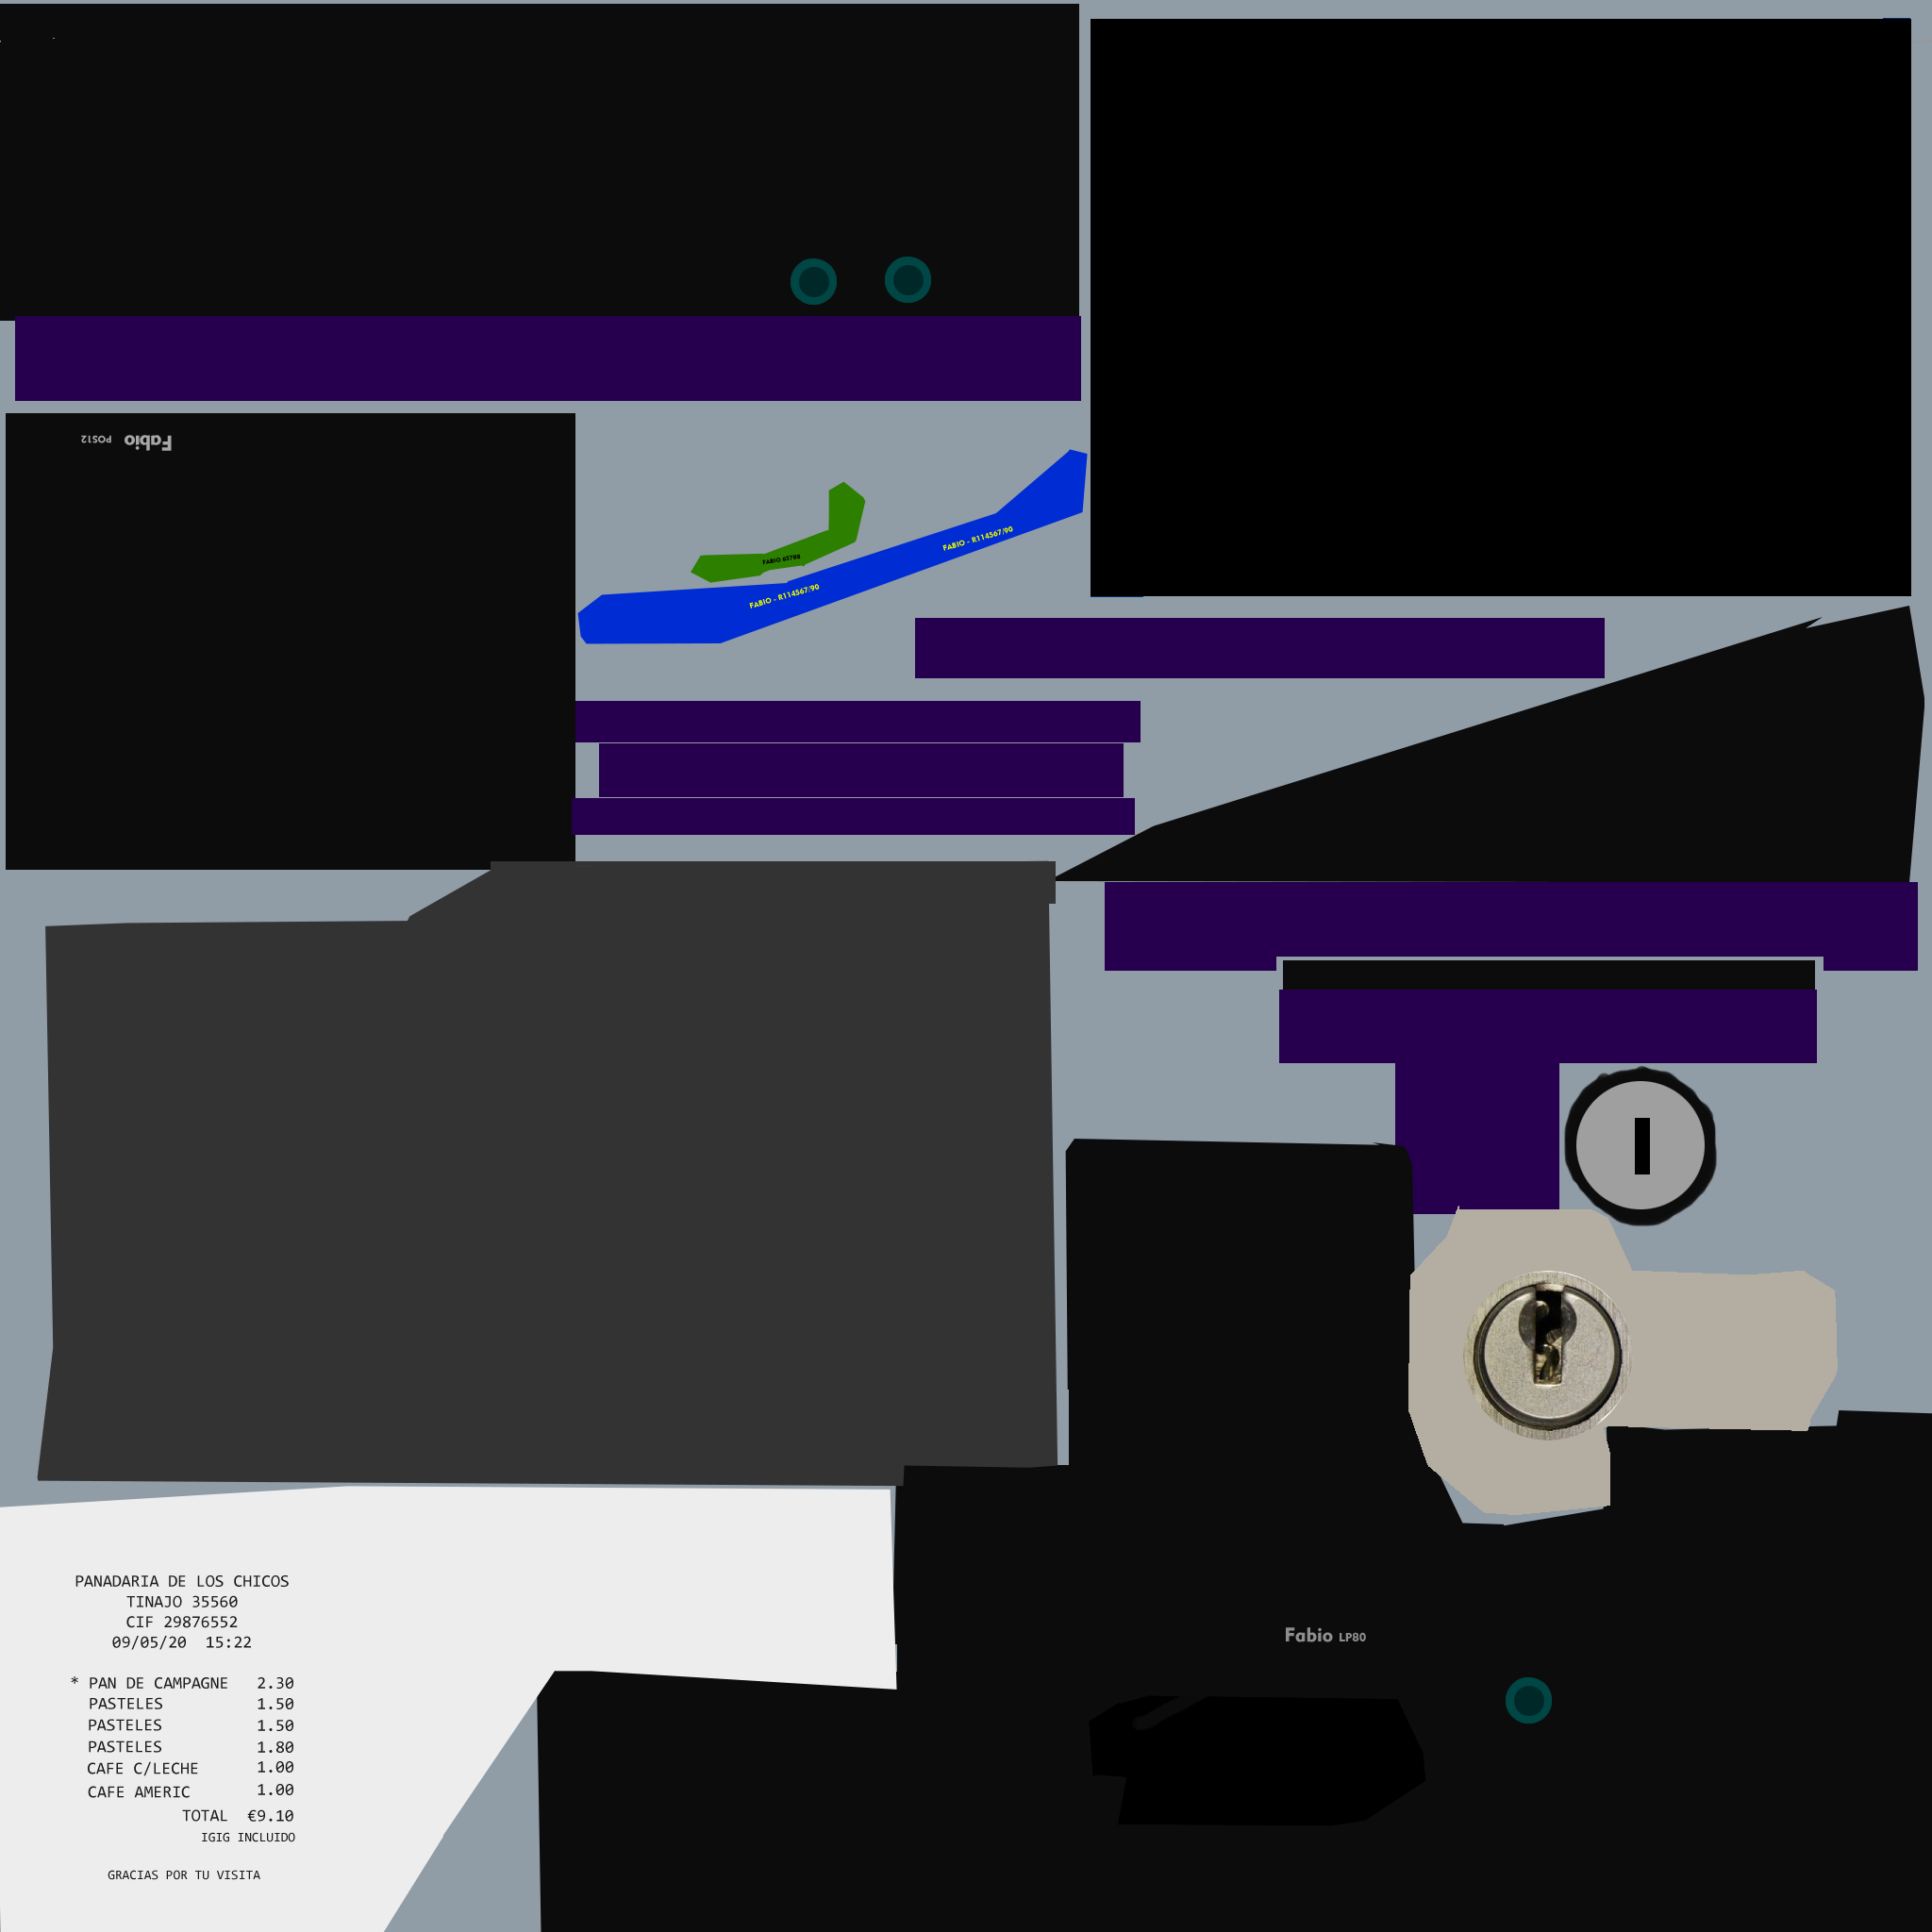 Fabio POS12
FABIO 65788
FABIO - R114567/90
FABIO - R114567/90
PANADARIA DE LOS CHICOS
TINAJO 35560
CIF 29876552
09/05/20 15:22
* PAN DE CAMPAGNE 2.30
PASTELES 1.50
PASTELES 1.50
PASTELES 1.80
CAFE C/LECHE 1.00
CAFE AMERIC 1.00
TOTAL €9.10
IGIG INCLUIDO
GRACIAS POR TU VISITA
Fabio LP80